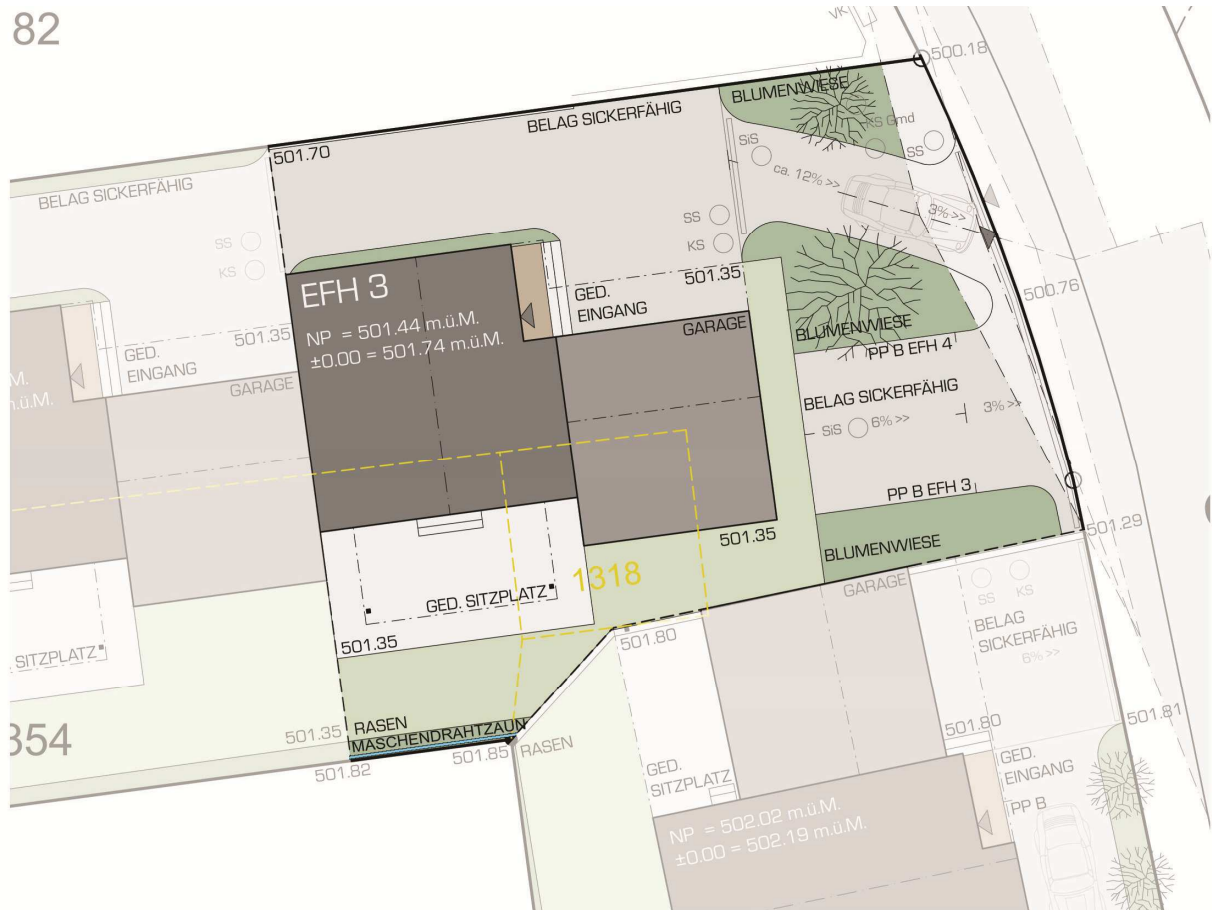 82
VK
500.18
BLUMENWIESE
KS Gmd
BELAG SICKERFÄHIG
SiS
SS
501.70
ca. 12% >>
BELAG SICKERFÄHIG
3% >>
SS
SS
KS
KS
501.35
EFH 3
GED.
EINGANG
500.76
NP = 501.44 m.ü.M.
±0.00 = 501.74 m.ü.M.
GARAGE
BLUMENWIESE
501.35
GED.
EINGANG
PP B EFH 4
M.
m.ü.M.
GARAGE
BELAG SICKERFÄHIG
SiS
6% >>
3% >>
PP B EFH 3
501.29
501.35
BLUMENWIESE
1318
GARAGE
GED. SITZPLATZ
SS
KS
BELAG
SICKERFÄHIG
6% >>
501.35
501.80
SITZPLATZ
354
501.35
RASEN
MASCHENDRAHTZAUN
501.85
RASEN
501.82
501.80
501.81
GED.
SITZPLATZ
GED.
EINGANG
PP B
NP = 502.02 m.ü.M.
±0.00 = 502.19 m.ü.M.